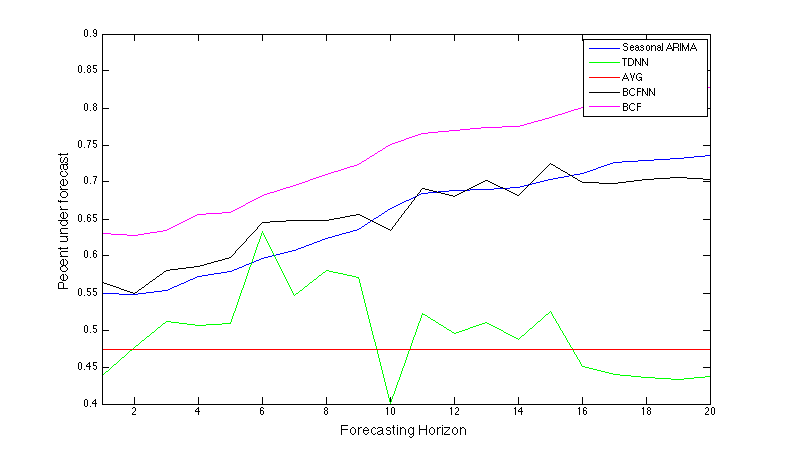 0.9
0.85
0.8
0.75
0.7
0.65
0.6
0.55
0.5
0.45
0.4
Pecent under forecast
Seasonal ARIMA
TDNN
AVG
BCFNN
BCF
2 4 6 8 10 12 14 16 18 20
Forecasting Horizon